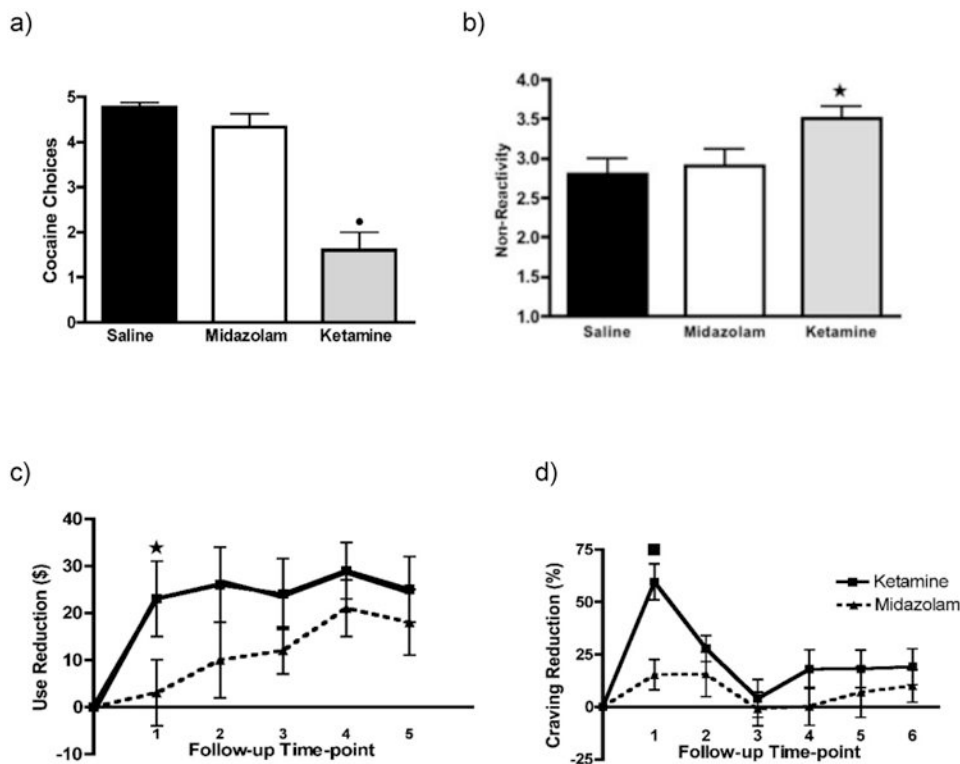 a)
Cocaine Choices
5
4
2
1
0
Saline Midazolam Ketamine
b)
Non-Reactivity
4.0
3.5
3.0
2.5
2.0
1.5
1.0
Saline Midazolam Ketamine
c)
Use Reduction ($)
40
30
20
10
0
-10
1 2 3 4 5
Follow-up Time-point
d)
Craving Reduction (%)
75
50
25
0
-25
Ketamine
Midazolam
1 2 3 4 5 6
Follow-up Time-point